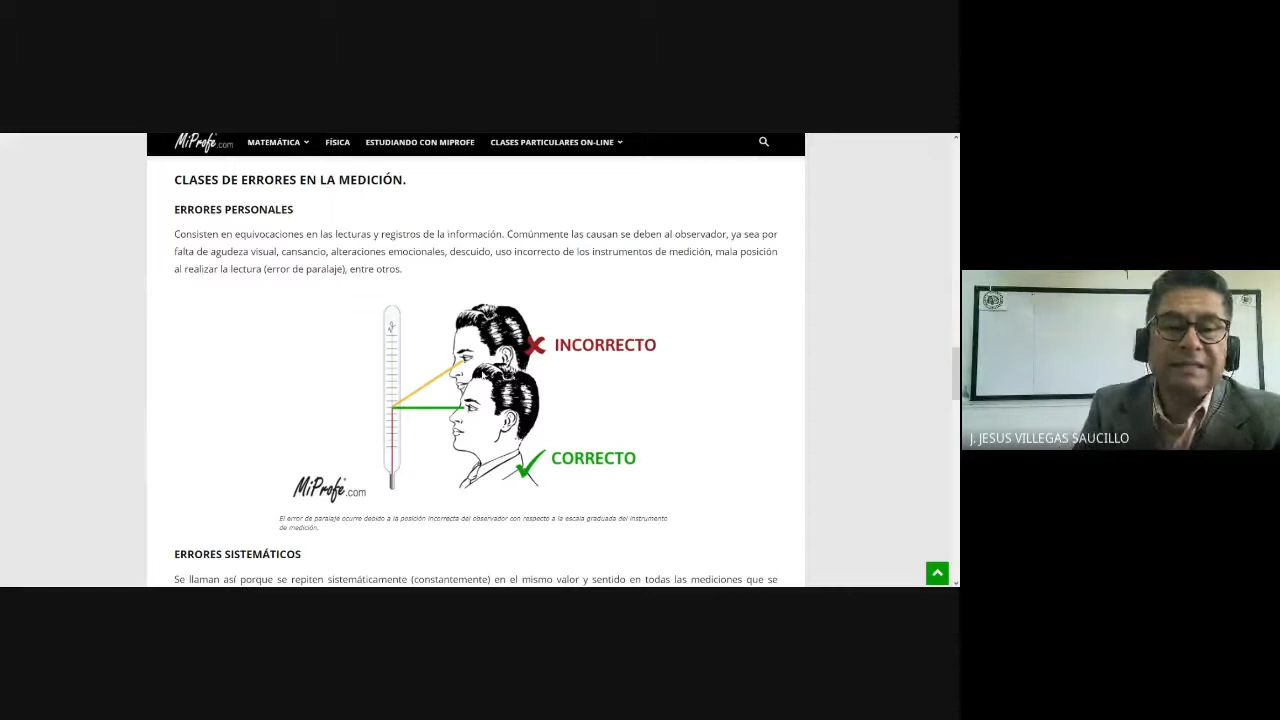 MiProfe.com MATEMÁTICA FÍSICA ESTUDIANDO CON MIPROFE CLASES PARTICULARES ON-LINE
CLASES DE ERRORES EN LA MEDICIÓN.
ERRORES PERSONALES
Consisten en equivocaciones en las lecturas y registros de la información. Comúnmente las causan se deben al observador, ya sea por
falta de agudeza visual, cansancio, alteraciones emocionales, descuido, uso incorrecto de los instrumentos de medición, mala posición
al realizar la lectura (error de paralaje), entre otros.
INCORRECTO
CORRECTO
MiProfe.com
El error de paralaje ocurre debido a la posición incorrecta del observador con respecto a la escala graduada del instrumento
de medición.
ERRORES SISTEMÁTICOS
Se llaman así porque se repiten sistemáticamente (constantemente) en el mismo valor y sentido en todas las mediciones que se
J. JESUS VILLEGAS SAUCILLO